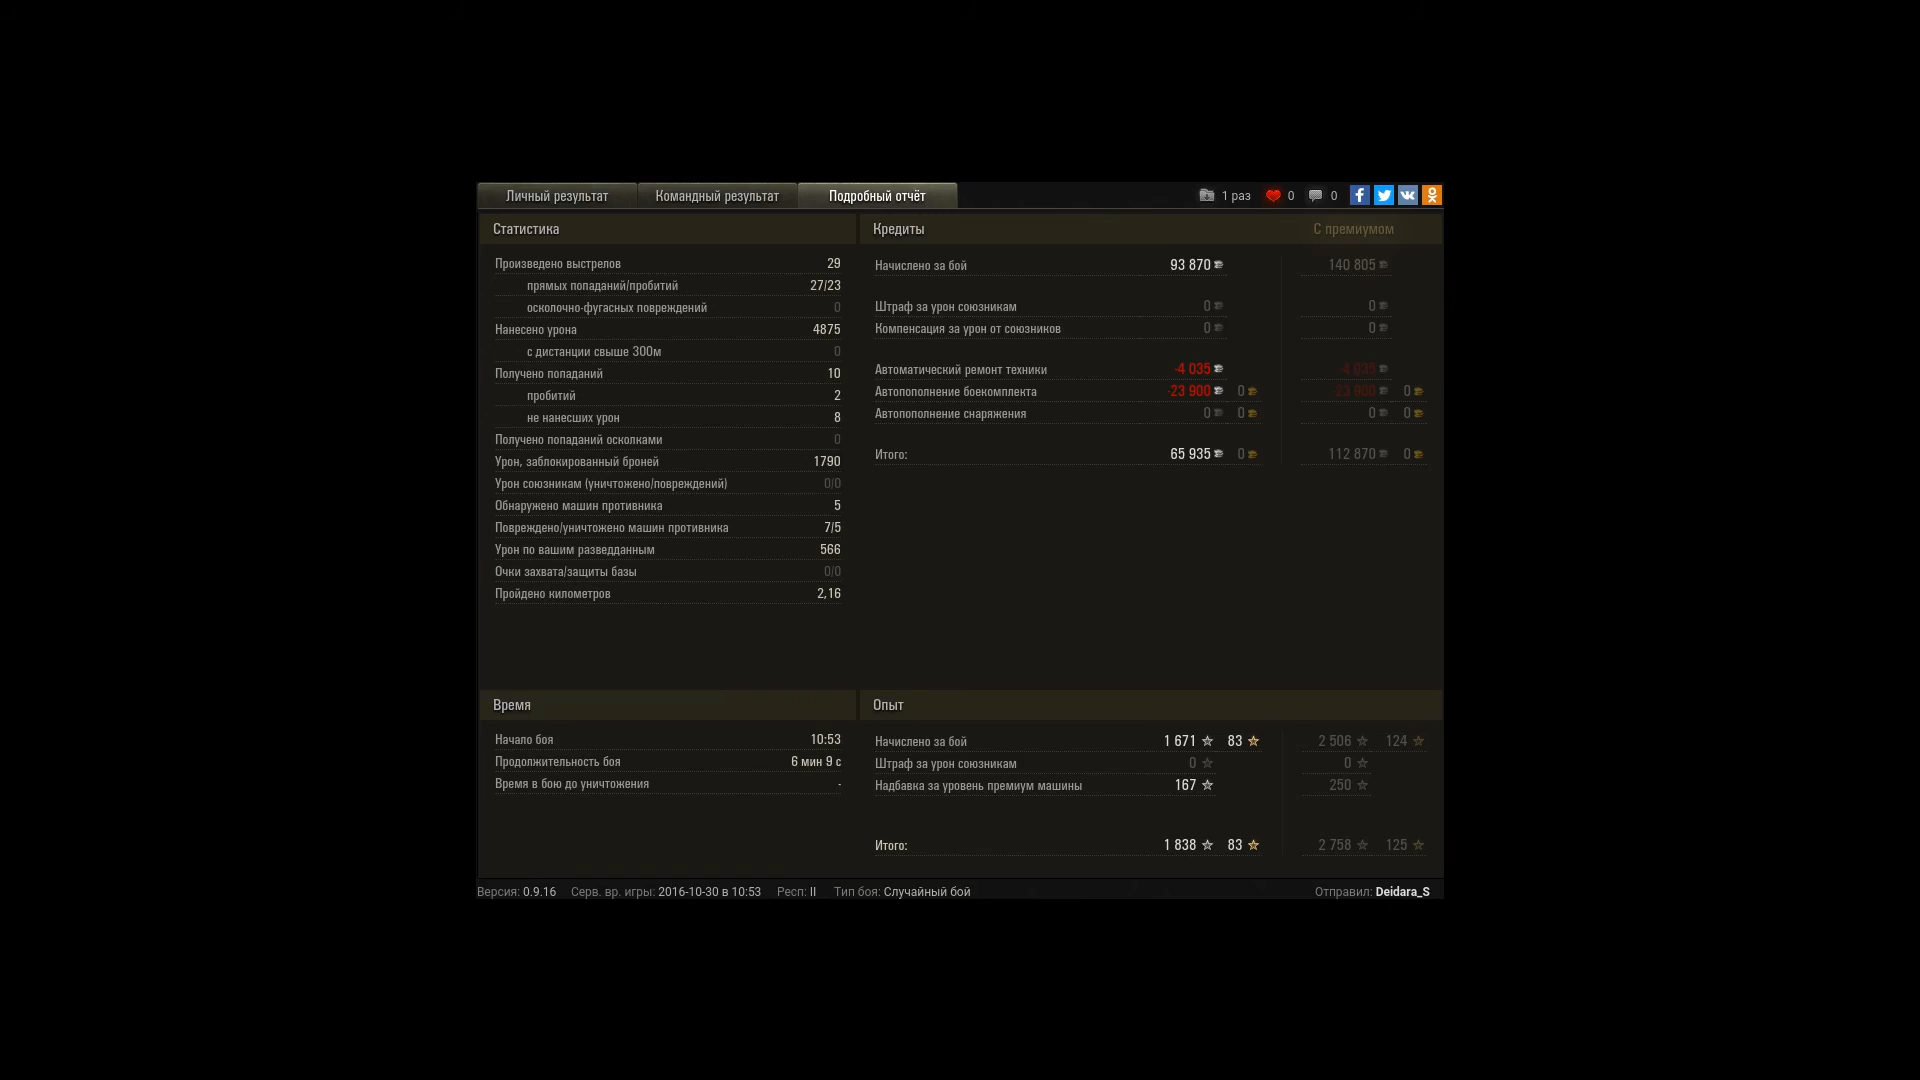 Личный результат
Командный результат
Подробный отчёт
1 раз 0 0
Статистика
Произведено выстрелов 29
прямых попаданий/пробитий 27/23
осколочно-фугасных повреждений 0
Нанесено урона 4875
с дистанции свыше 300м 0
Получено попаданий 10
пробитий 2
не нанесших урон 8
Получено попаданий осколками 0
Урон, заблокированный броней 1790
Урон союзникам (уничтожено/повреждений) 0/0
Обнаружено машин противника 5
Повреждено/уничтожено машин противника 7/5
Урон по вашим разведданным 566
Очки захвата/защиты базы 0/0
Пройдено километров 2,16
Кредиты С премиумом
Начислено за бой 93 870 140 805
Штраф за урон союзникам 0 0
Компенсация за урон от союзников 0 0
Автоматический ремонт техники -4 035 -4 035
Автопополнение боекомплекта -23 900 0 -23 900 0
Автопополнение снаряжения 0 0 0 0
Итого: 65 935 0 112 870 0
Время
Начало боя 10:53
Продолжительность боя 6 мин 9 с
Время в бою до уничтожения -
Опыт
Начислено за бой 1 671 83 2 506 124
Штраф за урон союзникам 0 0
Надбавка за уровень премиум машины 167 250
Итого: 1 838 83 2 758 125
Версия: 0.9.16 Серв. вр. игры: 2016-10-30 в 10:53 Респ: II Тип боя: Случайный бой Отправил: Deidara_S